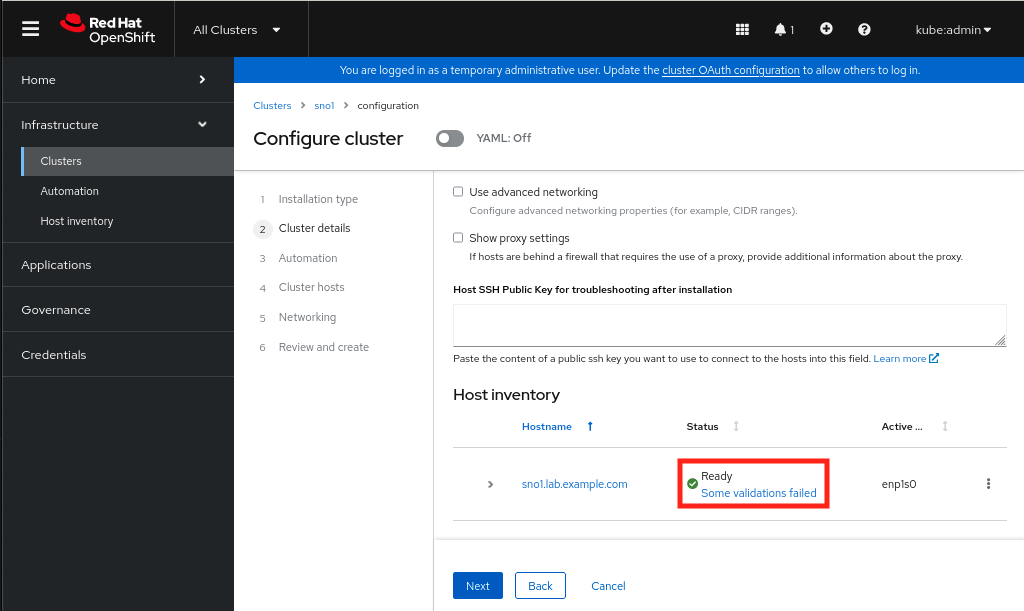 Red Hat
OpenShift
All Clusters
1
kube:admin
Home
Infrastructure
Clusters
Automation
Host inventory
Applications
Governance
Credentials
You are logged in as a temporary administrative user. Update the cluster OAuth configuration to allow others to log in.
Clusters > sno1 > configuration
Configure cluster
YAML: Off
1 Installation type
2 Cluster details
3 Automation
4 Cluster hosts
5 Networking
6 Review and create
Use advanced networking
Configure advanced networking properties (for example, CIDR ranges).
Show proxy settings
If hosts are behind a firewall that requires the use of a proxy, provide additional information about the proxy.
Host SSH Public Key for troubleshooting after installation
Paste the content of a public ssh key you want to use to connect to the hosts into this field. Learn more
Host inventory
Hostname Status Active ...
sno1.lab.example.com
Ready
Some validations failed
enp1s0
Next Back Cancel